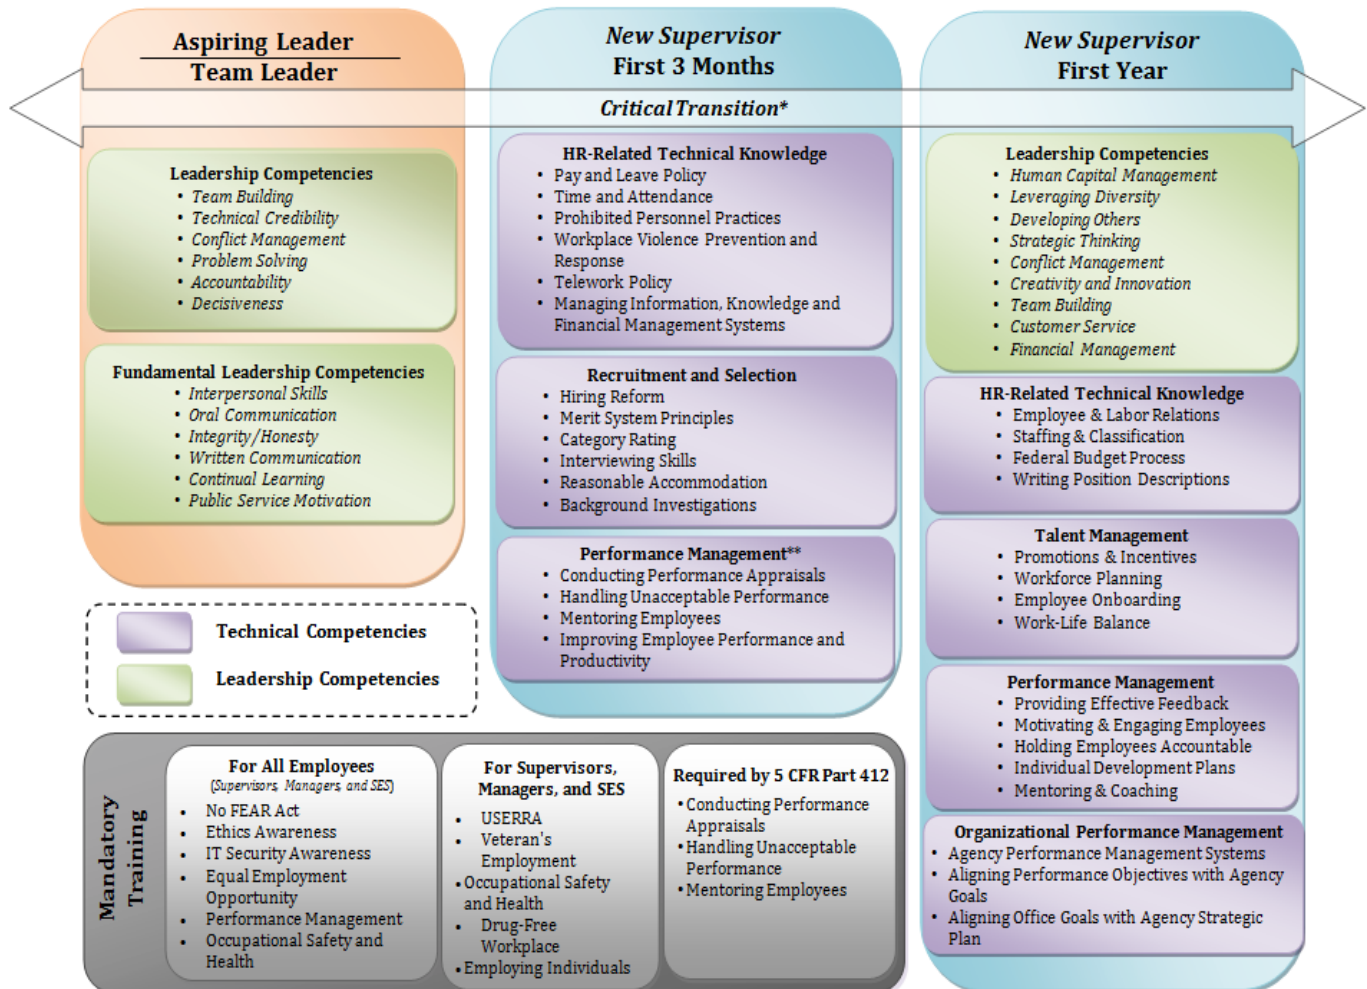 Aspiring Leader
Team Leader
New Supervisor
First 3 Months
New Supervisor
First Year
Critical Transition*
Leadership Competencies
• Team Building
• Technical Credibility
• Conflict Management
• Problem Solving
• Accountability
• Decisiveness
Fundamental Leadership Competencies
• Interpersonal Skills
• Oral Communication
• Integrity/Honesty
• Written Communication
• Continual Learning
• Public Service Motivation
HR-Related Technical Knowledge
• Pay and Leave Policy
• Time and Attendance
• Prohibited Personnel Practices
• Workplace Violence Prevention and
Response
• Telework Policy
• Managing Information, Knowledge and
Financial Management Systems
Recruitment and Selection
• Hiring Reform
• Merit System Principles
• Category Rating
• Interviewing Skills
• Reasonable Accommodation
• Background Investigations
Performance Management**
• Conducting Performance Appraisals
• Handling Unacceptable Performance
• Mentoring Employees
• Improving Employee Performance and
Productivity
Leadership Competencies
• Human Capital Management
• Leveraging Diversity
• Developing Others
• Strategic Thinking
• Conflict Management
• Creativity and Innovation
• Team Building
• Customer Service
• Financial Management
HR-Related Technical Knowledge
• Employee & Labor Relations
• Staffing & Classification
• Federal Budget Process
• Writing Position Descriptions
Talent Management
• Promotions & Incentives
• Workforce Planning
• Employee Onboarding
• Work-Life Balance
Performance Management
• Providing Effective Feedback
• Motivating & Engaging Employees
• Holding Employees Accountable
• Individual Development Plans
• Mentoring & Coaching
Organizational Performance Management
• Agency Performance Management Systems
• Aligning Performance Objectives with Agency
Goals
• Aligning Office Goals with Agency Strategic
Plan
Technical Competencies
Leadership Competencies
Mandatory
Training
For All Employees
(Supervisors, Managers, and SES)
• No FEAR Act
• Ethics Awareness
• IT Security Awareness
• Equal Employment
Opportunity
• Performance Management
• Occupational Safety and
Health
For Supervisors,
Managers, and SES
• USERRA
• Veteran's
Employment
• Occupational Safety
and Health
• Drug-Free
Workplace
• Employing Individuals
Required by 5 CFR Part 412
• Conducting Performance
Appraisals
• Handling Unacceptable
Performance
• Mentoring Employees